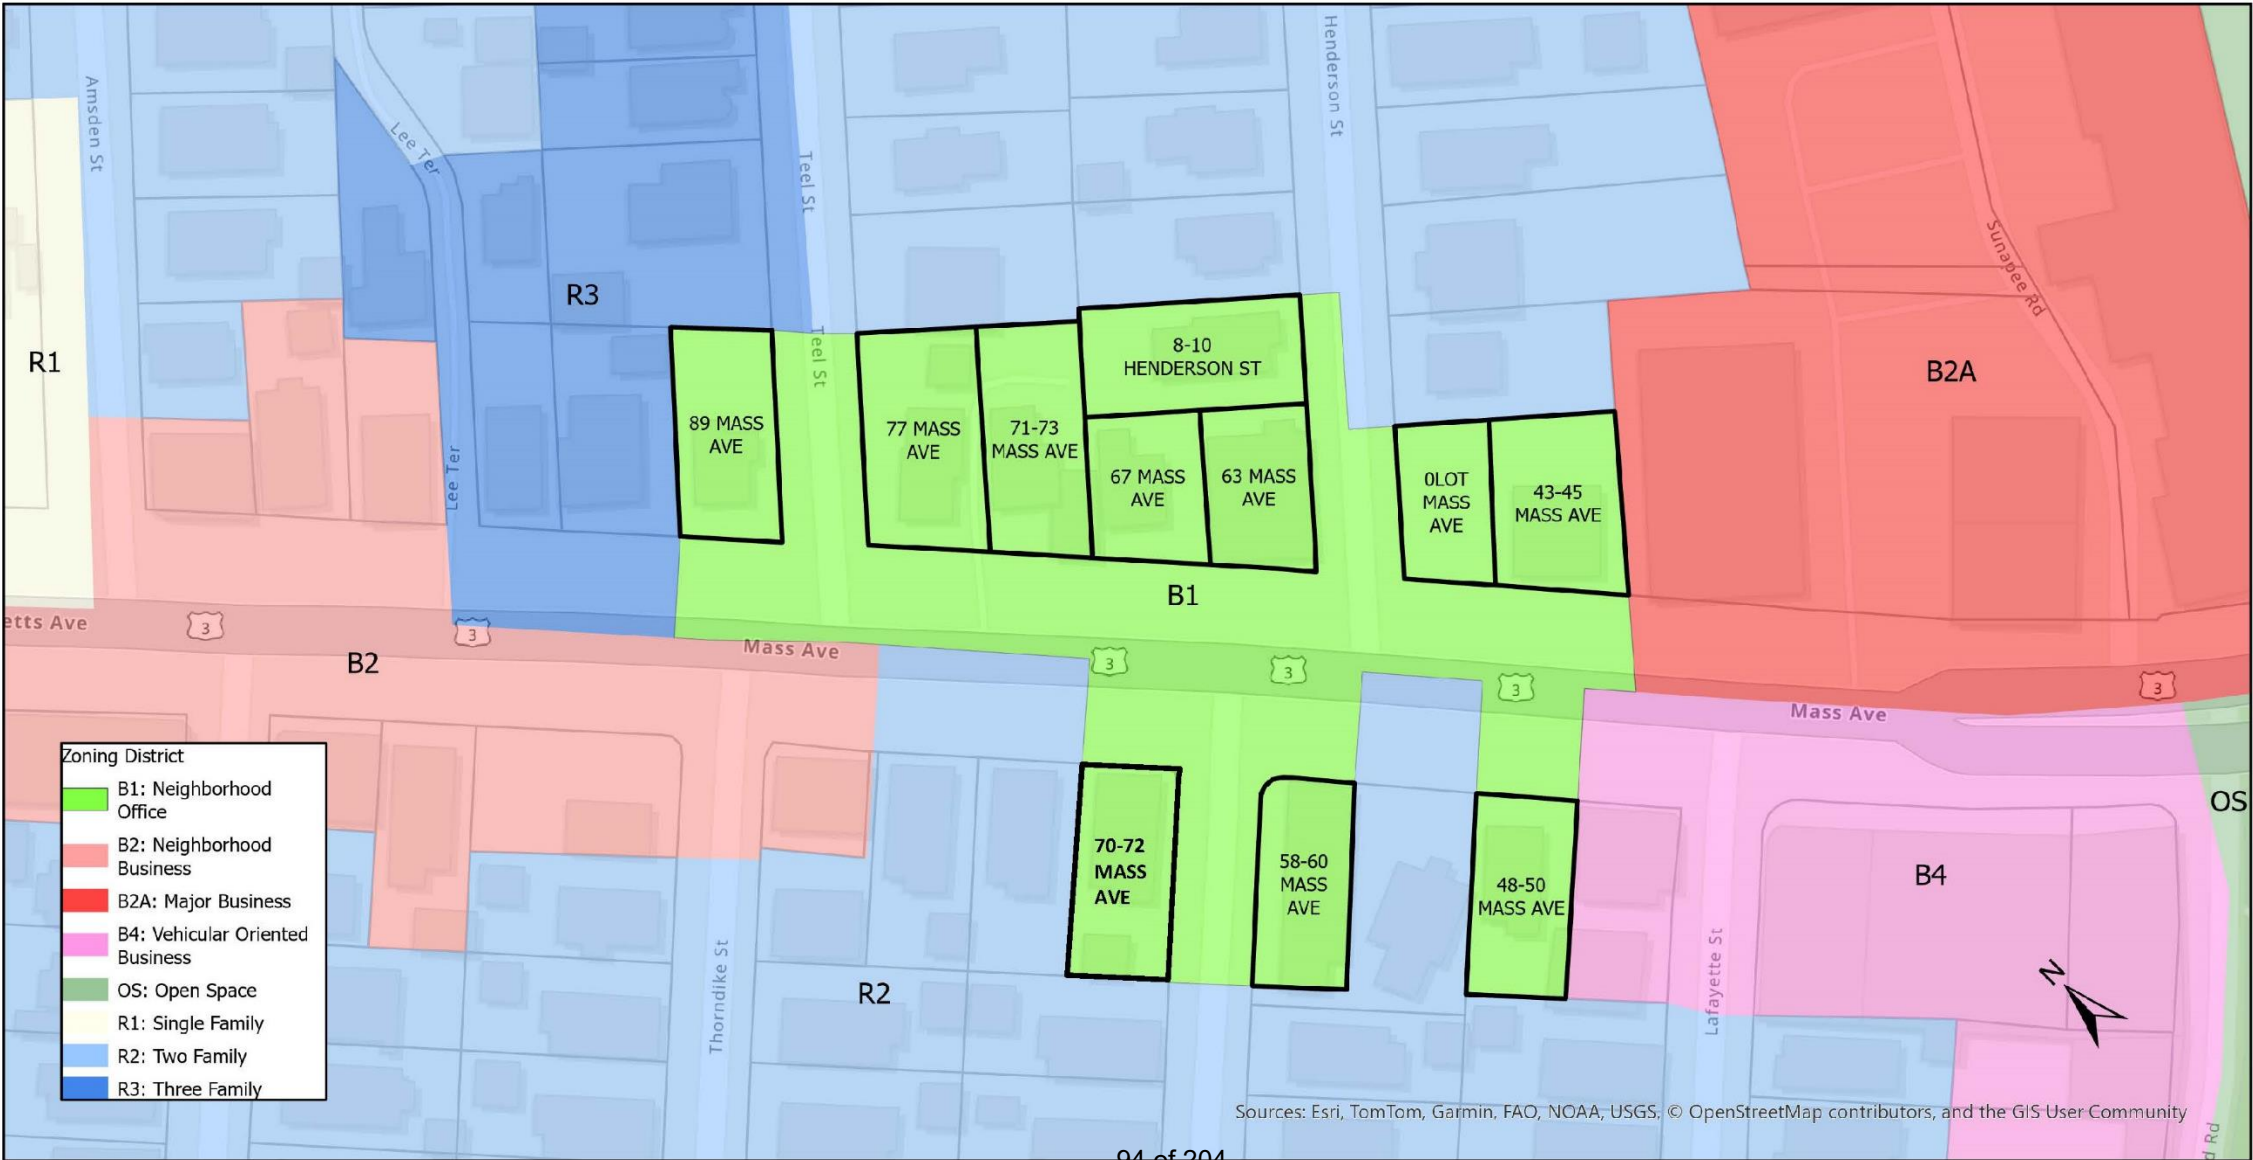 Amsden St
Lee Ter
Teel St
Henderson St
Sunapee Rd
R3
R1
Teel St
8-10
HENDERSON ST
B2A
89 MASS
AVE
77 MASS
AVE
71-73
MASS AVE
67 MASS
AVE
63 MASS
AVE
0LOT
MASS
AVE
43-45
MASS AVE
Lee Ter
B1
etts Ave
3
3
Mass Ave
B2
3
3
3
3
Mass Ave
Zoning District
B1: Neighborhood
Office
B2: Neighborhood
Business
B2A: Major Business
B4: Vehicular Oriented
Business
OS: Open Space
R1: Single Family
R2: Two Family
R3: Three Family
70-72
MASS
AVE
58-60
MASS
AVE
48-50
MASS AVE
B4
OS
Thorndike St
R2
Lafayette St
N
Sources: Esri, TomTom, Garmin, FAO, NOAA, USGS, © OpenStreetMap contributors, and the GIS User Community
d Rd
94 of 204